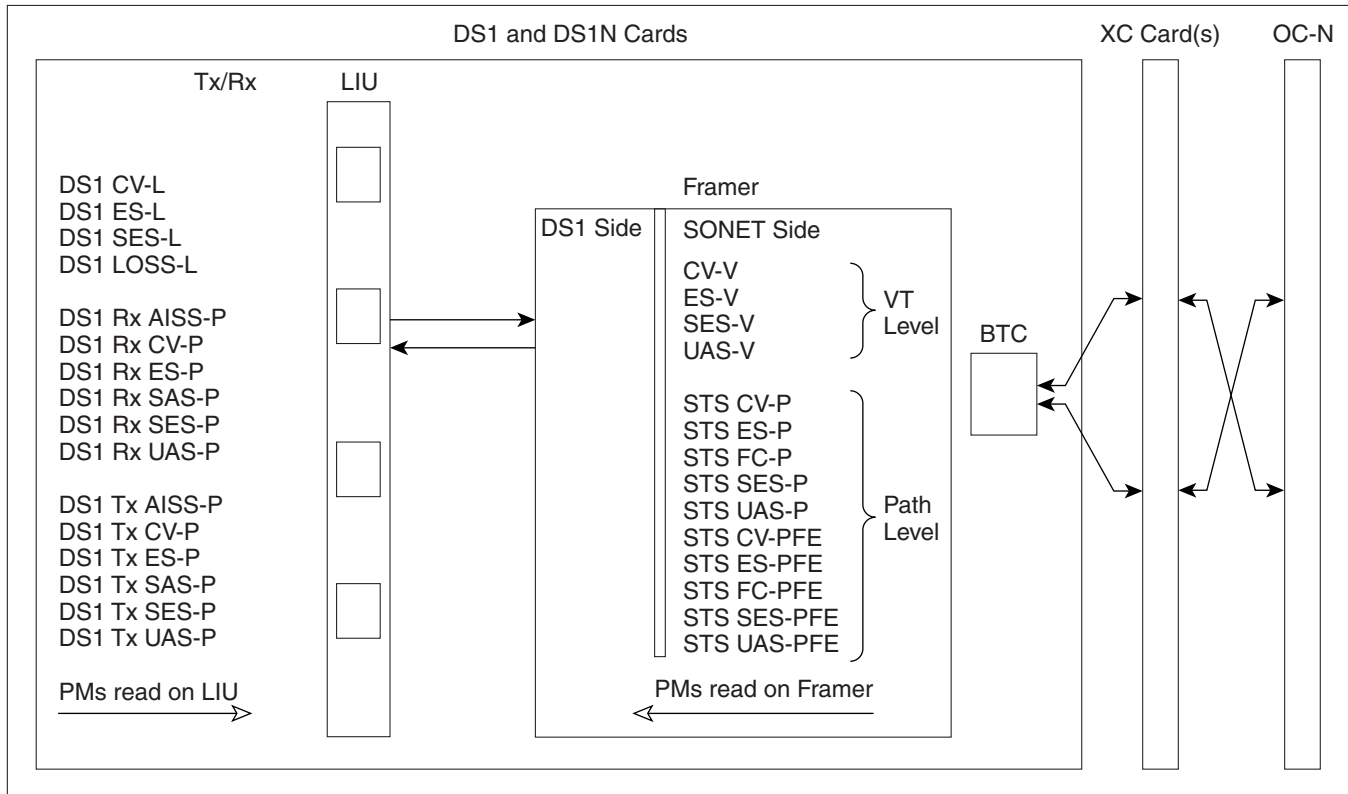 DS1 and DS1N Cards
XC Card(s)
OC-N
Tx/Rx
LIU
DS1 CV-L
DS1 ES-L
DS1 SES-L
DS1 LOSS-L
DS1 Rx AISS-P
DS1 Rx CV-P
DS1 Rx ES-P
DS1 Rx SAS-P
DS1 Rx SES-P
DS1 Rx UAS-P
DS1 Tx AISS-P
DS1 Tx CV-P
DS1 Tx ES-P
DS1 Tx SAS-P
DS1 Tx SES-P
DS1 Tx UAS-P
PMs read on LIU
Framer
DS1 Side
SONET Side
CV-V
ES-V
SES-V
UAS-V
VT
Level
STS CV-P
STS ES-P
STS FC-P
STS SES-P
STS UAS-P
STS CV-PFE
STS ES-PFE
STS FC-PFE
STS SES-PFE
STS UAS-PFE
Path
Level
PMs read on Framer
BTC